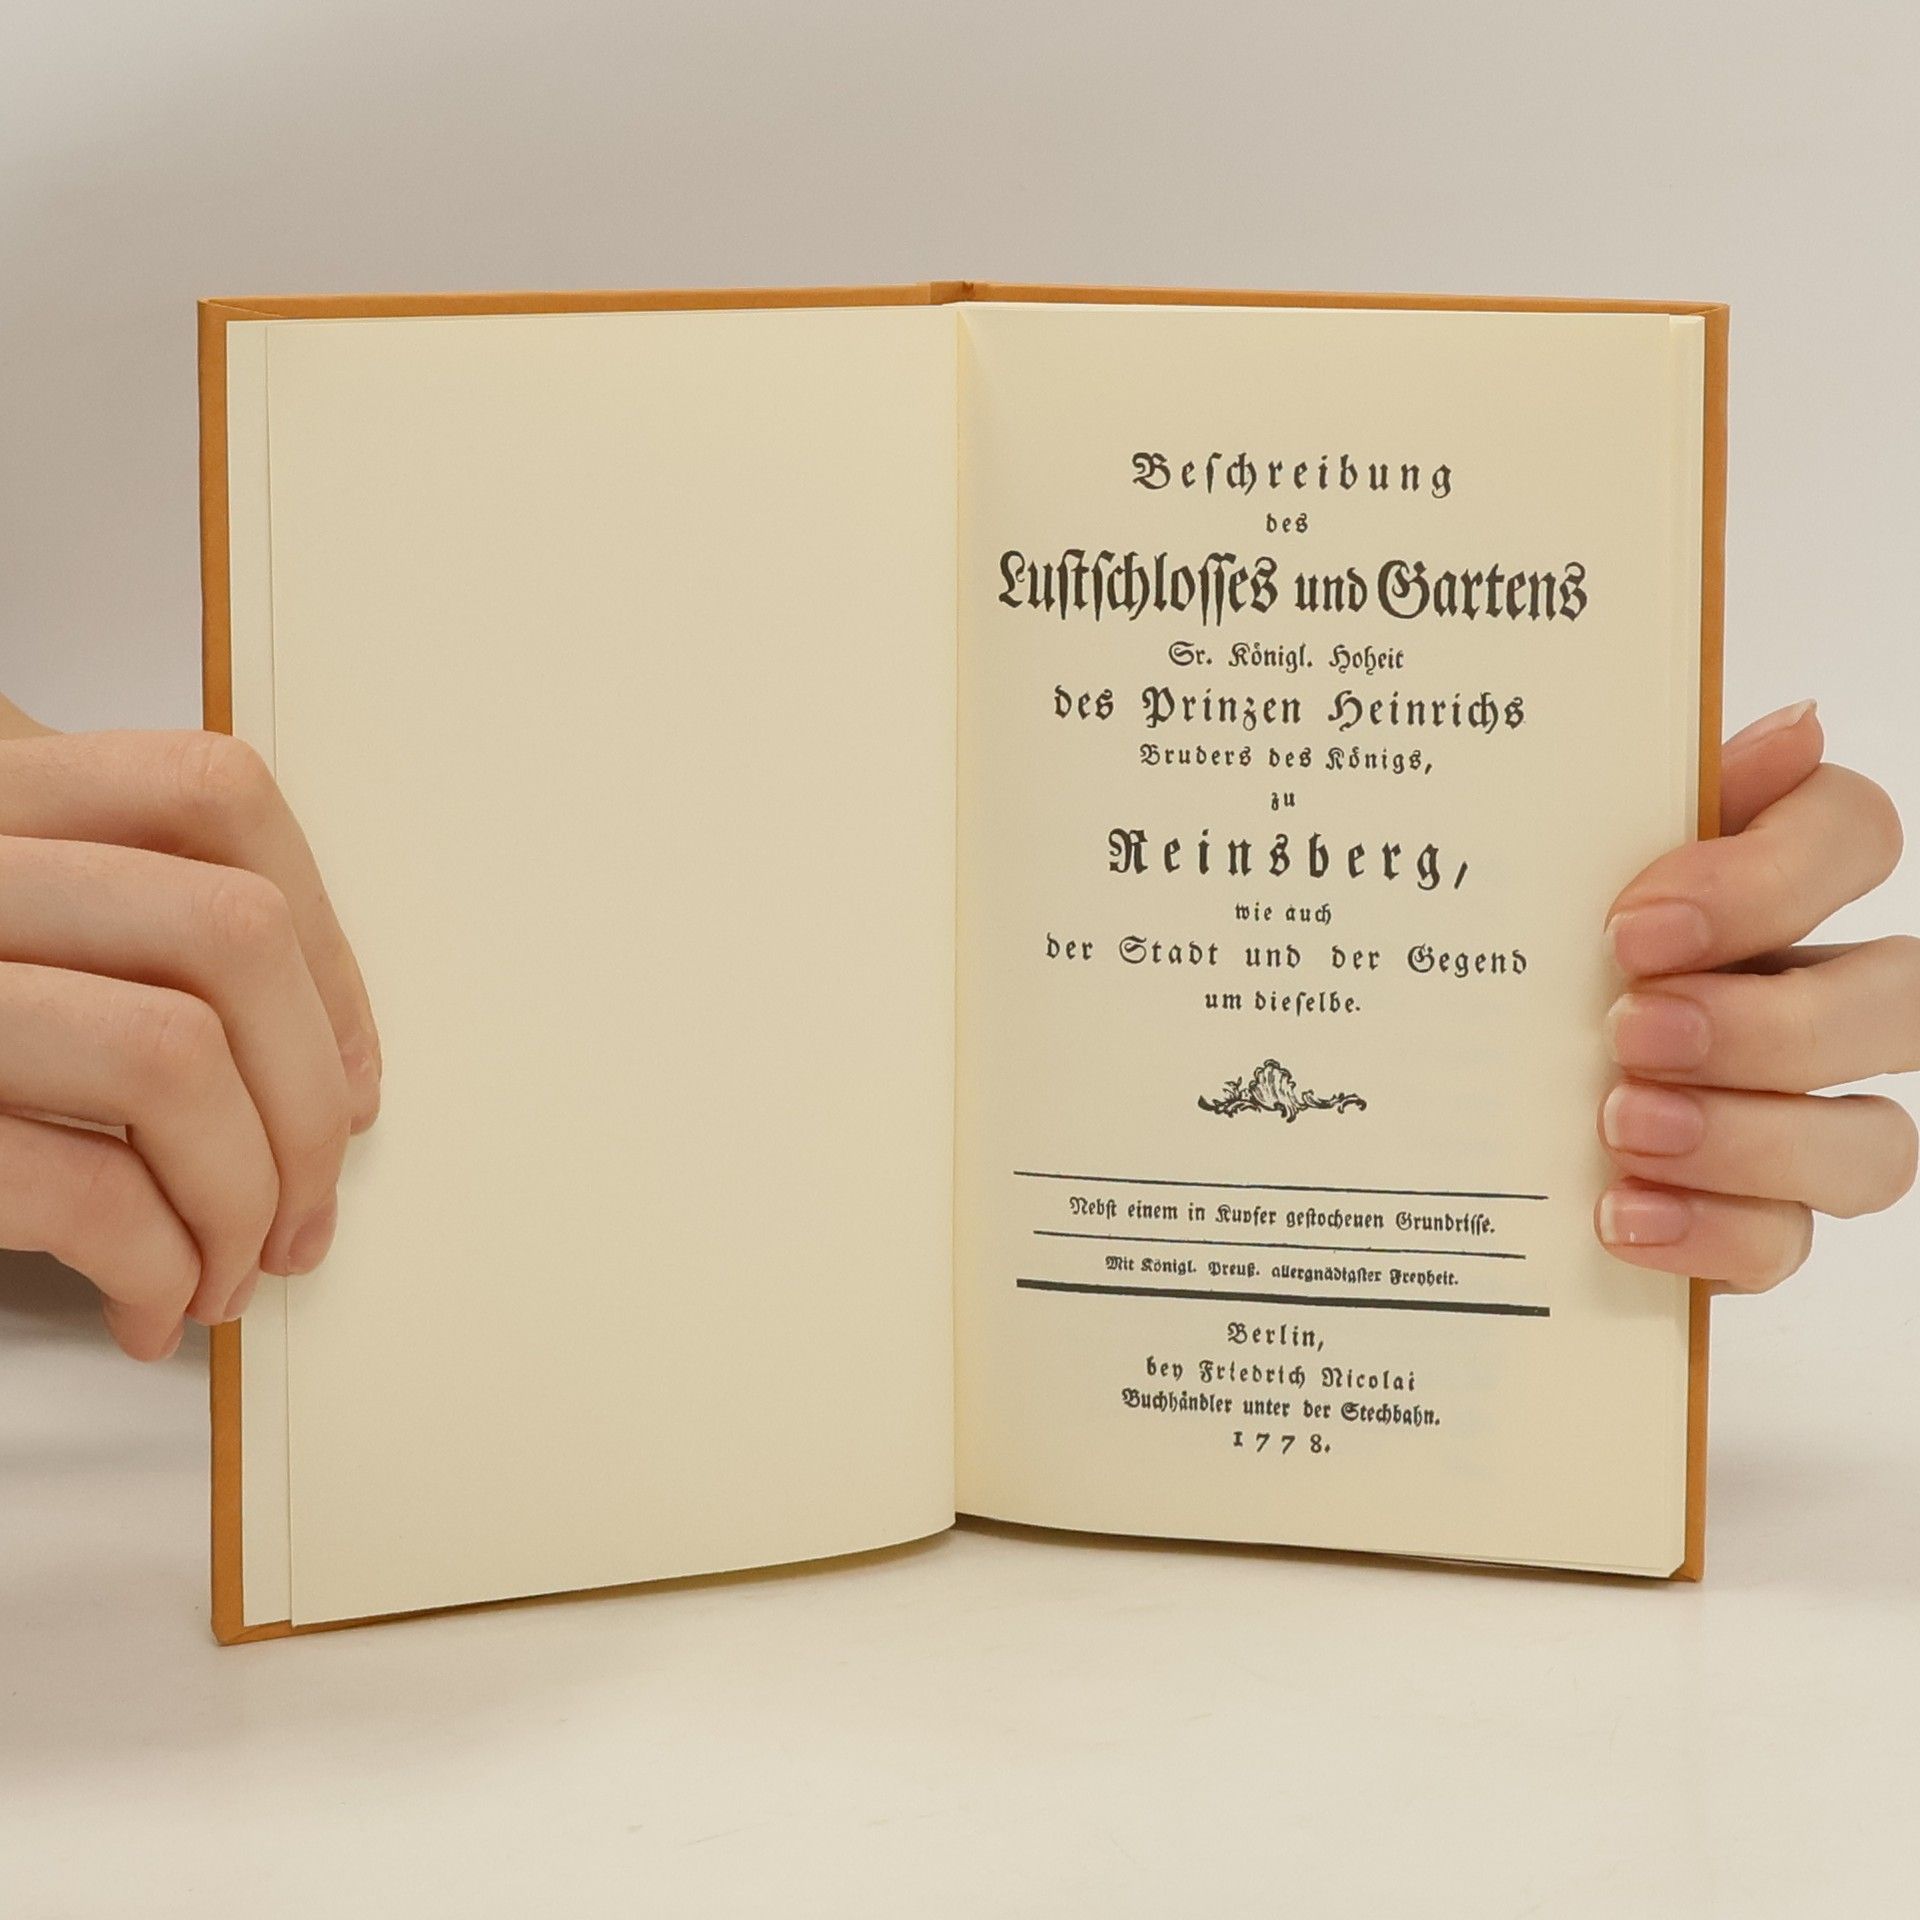 Beſchreibung
des
Luſtſchloſſes und Gartens
Sr. Königl. Hoheit
des Prinzen Heinrichs
Bruders des Königs,
zu
Reinsberg,
wie auch
der Stadt und der Gegend
um dieſelbe.
Nebſt einem in Kupfer geſtochenen Grundriſſe.
Mit Königl. Preuß. allergnädigſter Freyheit.
Berlin,
bey Friedrich Nicolai
Buchhändler unter der Stechbahn.
1778.